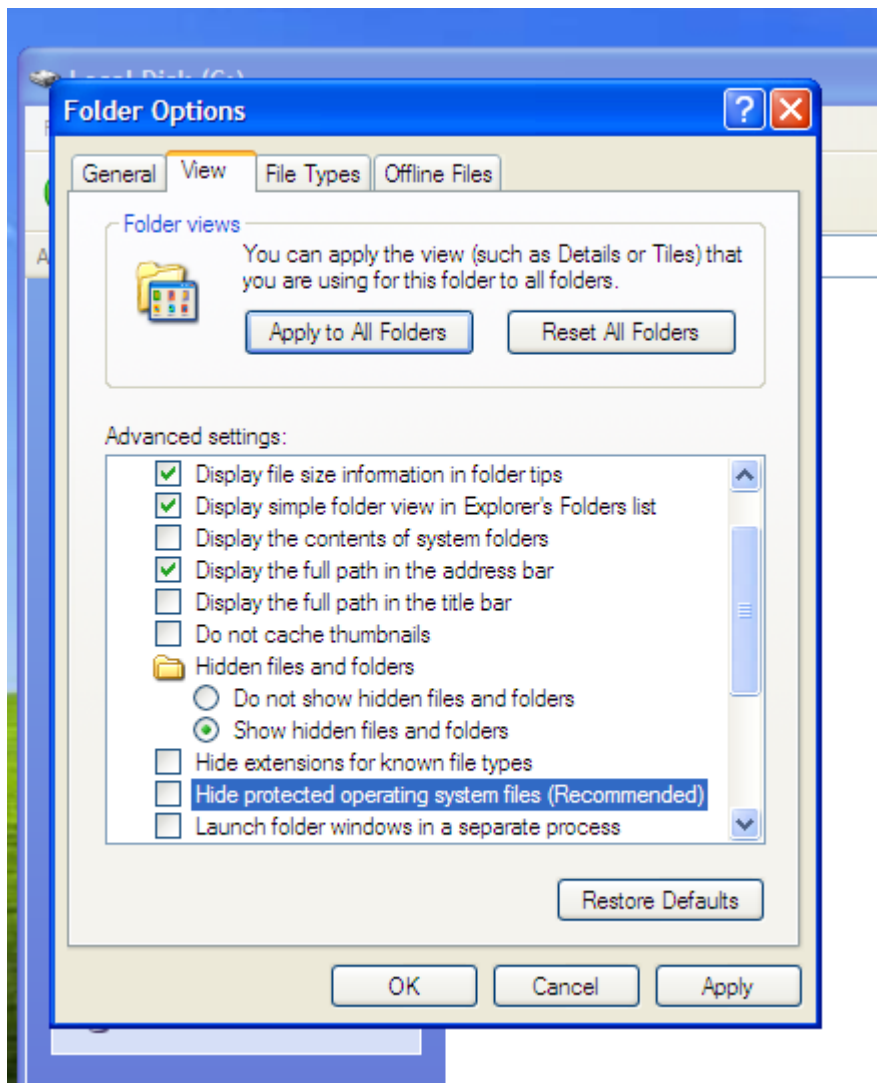 Local Disk (C:)
Folder Options
General View File Types Offline Files
Folder views
You can apply the view (such as Details or Tiles) that
you are using for this folder to all folders.
Apply to All Folders Reset All Folders
Advanced settings:
Display file size information in folder tips
Display simple folder view in Explorer's Folders list
Display the contents of system folders
Display the full path in the address bar
Display the full path in the title bar
Do not cache thumbnails
Hidden files and folders
Do not show hidden files and folders
Show hidden files and folders
Hide extensions for known file types
Hide protected operating system files (Recommended)
Launch folder windows in a separate process
Restore Defaults
OK Cancel Apply